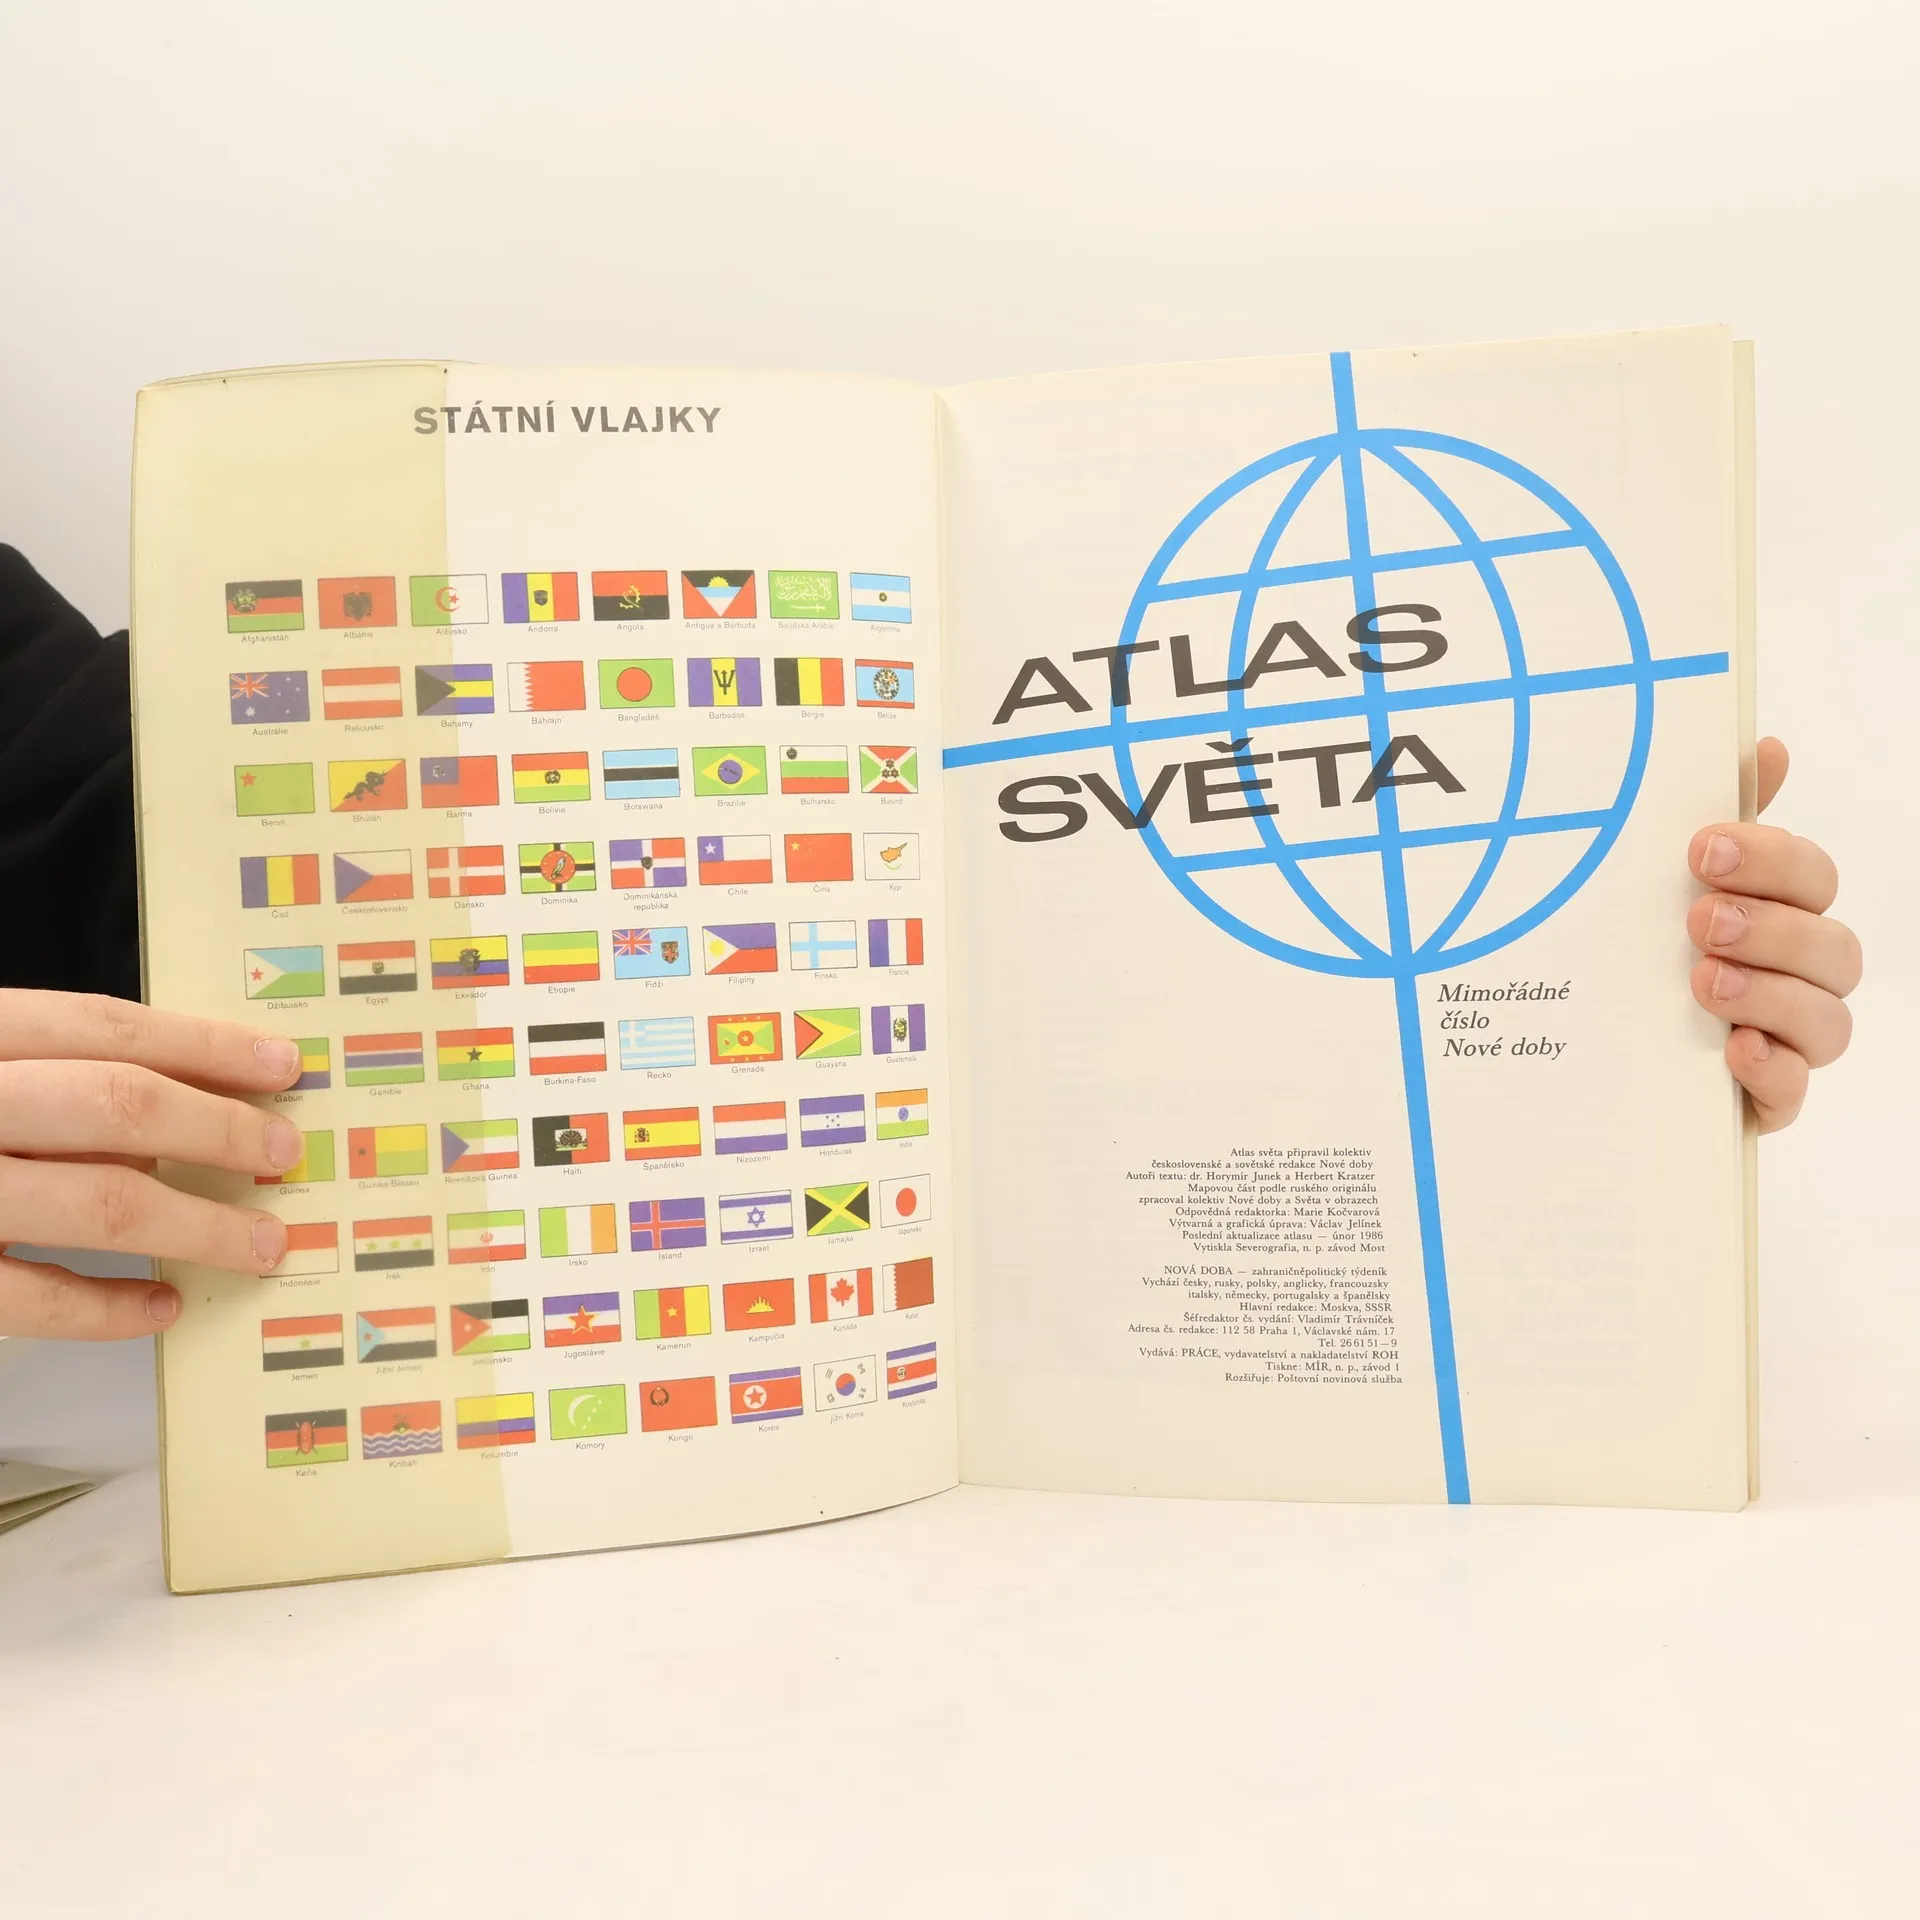 STÁTNÍ VLAJKY
Afghánistán Albánie Alžírsko Andorra Angola Antigua a Barbuda Saudská Arábie Argentina
Austrálie Rakousko Bahamy Bahrajn Bangladéš Barbados Belgie Belize
Benin Bhútán Barma Bolívie Botswana Brazílie Bulharsko Burundi
Čad Československo Dánsko Dominika Dominikánská republika Chile Čína Kypr
Džibutsko Egypt Ekvádor Etiopie Fidži Filipíny Finsko Francie
Gabun Gambie Ghana Burkina-Faso Řecko Grenada Guayana Guatemala
Guinea Guinea-Bissau Rovníková Guinea Haiti Španělsko Nizozemí Honduras Indie
Indonésie Irák Irán Irsko Island Izrael Jamajka Japonsko
Jemen Jižní Jemen Jordánsko Jugoslávie Kamerun Kampučia Kanada Katar
Keňa Kiribati Kolumbie Komory Kongo Korea jižní Korea Kostarika
ATLAS
SVĚTA
Mimořádné
číslo
Nové doby
Atlas světa připravil kolektiv
československé a sovětské redakce Nové doby
Autoři textu: dr. Horymír Junek a Herbert Kratzer
Mapovou část podle ruského originálu
zpracoval kolektiv Nové doby a Světa v obrazech
Odpovědná redaktorka: Marie Kočvarová
Výtvarná a grafická úprava: Václav Jelínek
Poslední aktualizace atlasu — únor 1986
Vytiskla Severografia, n. p. závod Most
NOVÁ DOBA — zahraničněpolitický týdeník
Vychází česky, rusky, polsky, anglicky, francouzsky
italsky, německy, portugalsky a španělsky
Hlavní redakce: Moskva, SSSR
Šéfredaktor čs. vydání: Vladimír Trávníček
Adresa čs. redakce: 112 58 Praha 1, Václavské nám. 17
Tel. 26 61 51—9
Vydává: PRÁCE, vydavatelství a nakladatelství ROH
Tiskne: MÍR, n. p., závod 1
Rozšiřuje: Poštovní novinová služba